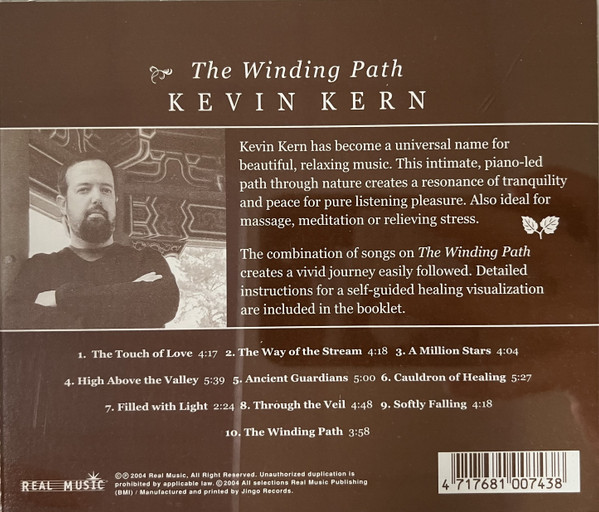 The Winding Path
KEVIN KERN
Kevin Kern has become a universal name for
beautiful, relaxing music. This intimate, piano-led
path through nature creates a resonance of tranquility
and peace for pure listening pleasure. Also ideal for
massage, meditation or relieving stress.
The combination of songs on The Winding Path
creates a vivid journey easily followed. Detailed
instructions for a self-guided healing visualization
are included in the booklet.
1. The Touch of Love 4:17 2. The Way of the Stream 4:18 3. A Million Stars 4:04
4. High Above the Valley 5:39 5. Ancient Guardians 5:00 6. Cauldron of Healing 5:27
7. Filled with Light 2:24 8. Through the Veil 4:48 9. Softly Falling 4:18
10. The Winding Path 3:58
REAL MUSIC
©℗2004 Real Music, All Right Reserved. Unauthorized duplication is
prohibited by applicable law. ©2004 All selections Real Music Publishing
(BMI) / Manufactured and printed by Jingo Records.
4 717681 007438